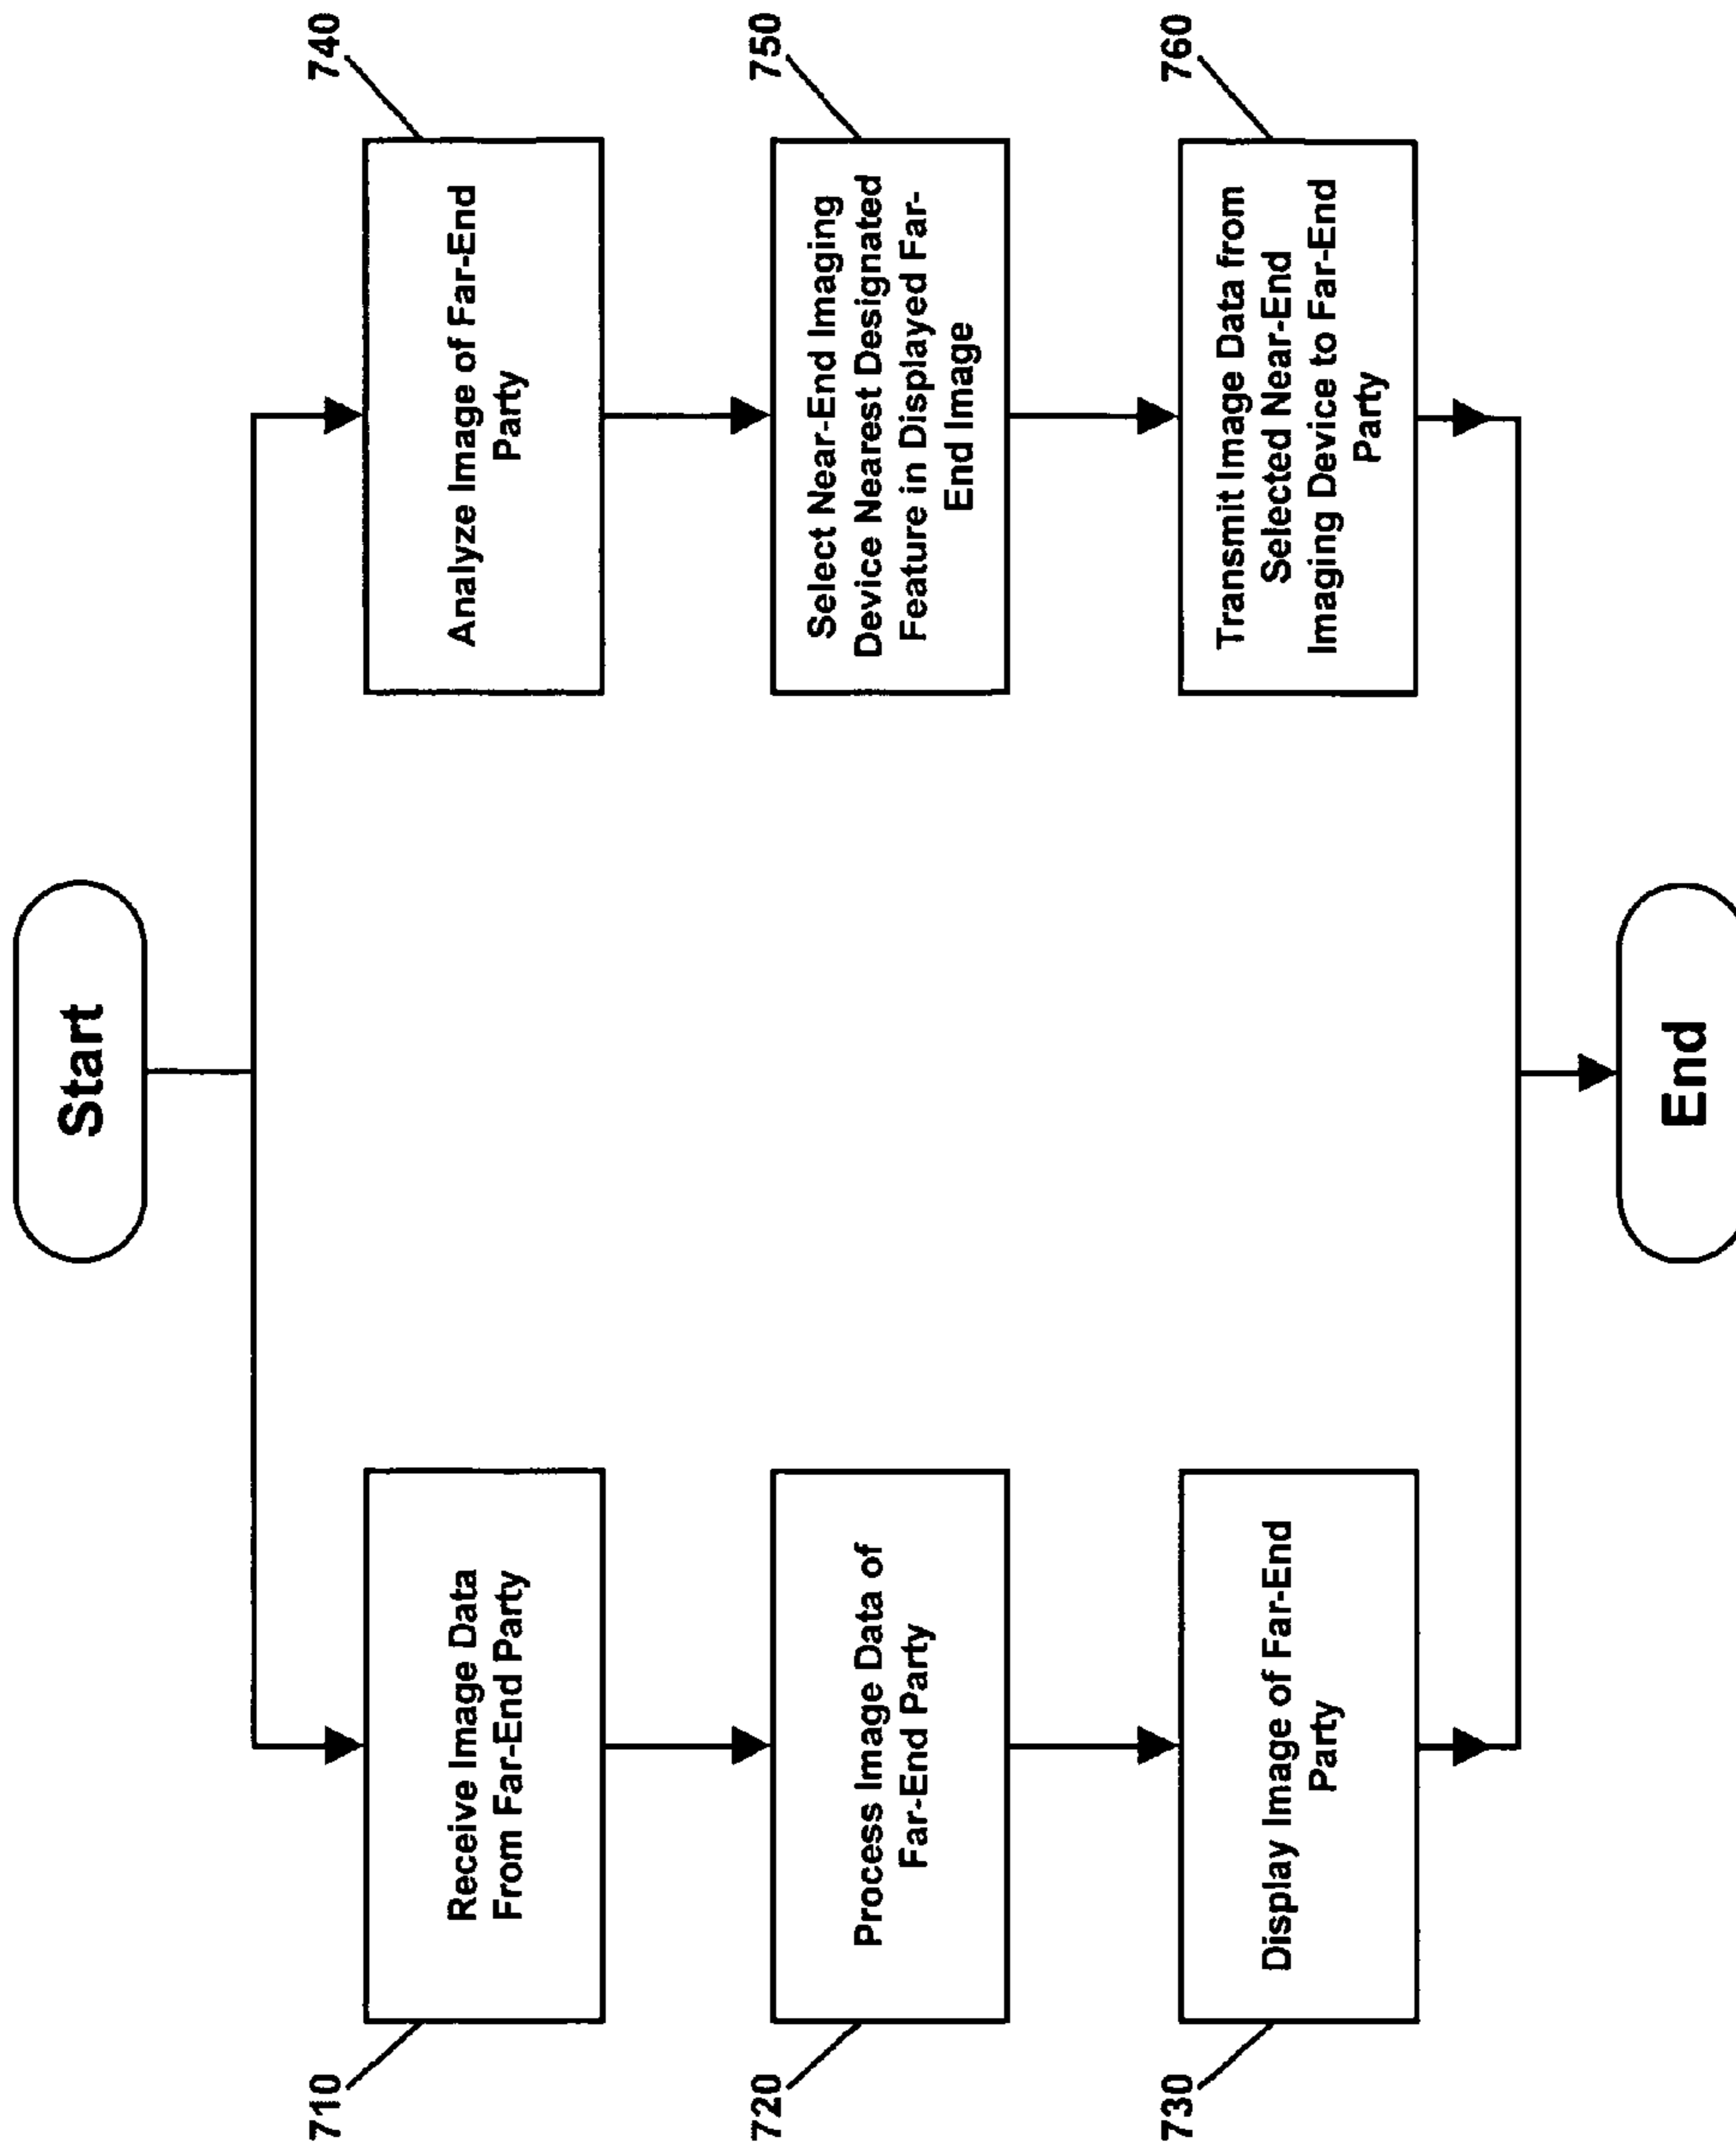 Start
710
Receive Image Data
From Far-End Party
720
Process Image Data of
Far-End Party
730
Display Image of Far-End
Party
740
Analyze Image of Far-End
Party
750
Select Near-End Imaging
Device Nearest Designated
Feature in Displayed Far-
End Image
760
Transmit Image Data from
Selected Near-End
Imaging Device to Far-End
Party
End